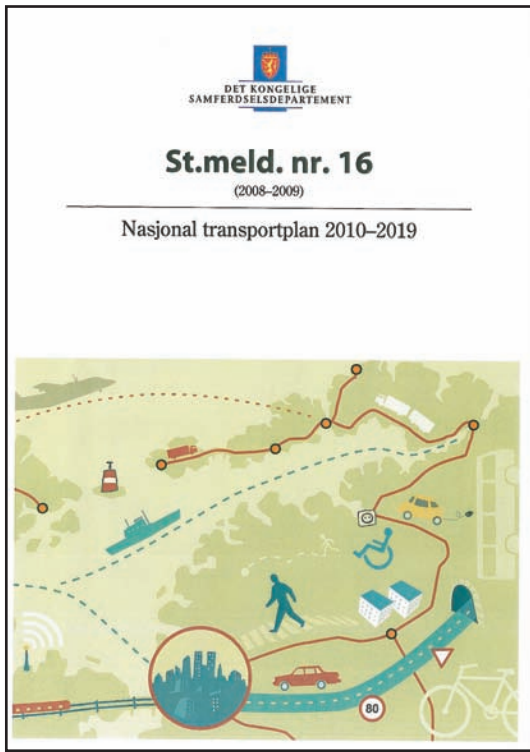 DET KONGELIGE
SAMFERDSELSDEPARTEMENT
St.meld. nr. 16
(2008–2009)
Nasjonal transportplan 2010–2019
80